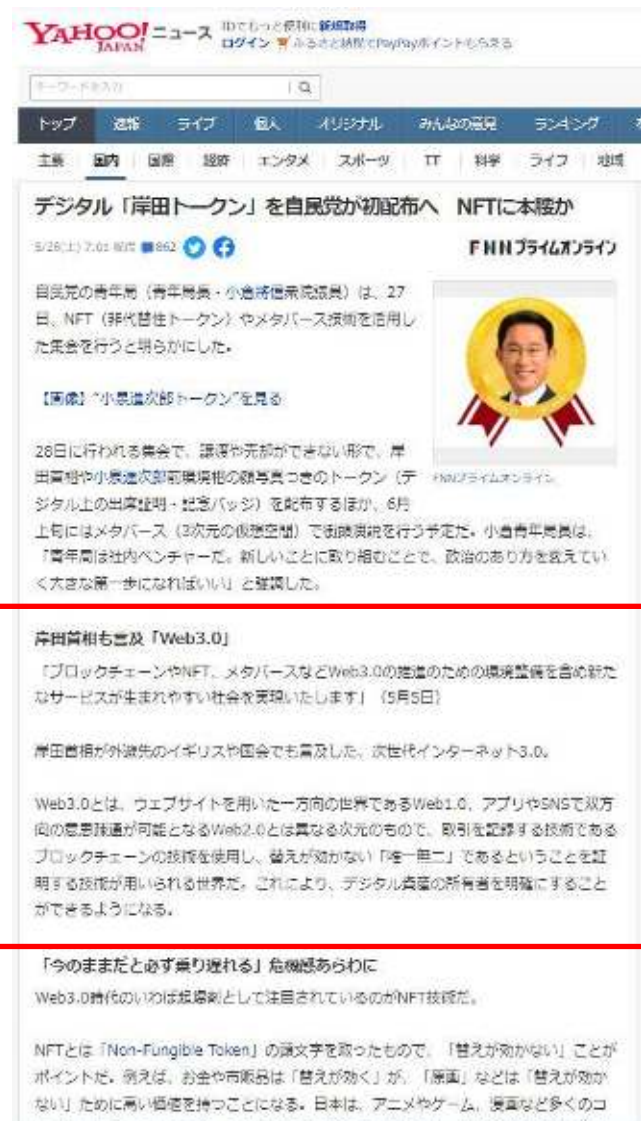 YAHOO! JAPAN ニュース
IDでもっと便利に新規取得
ログイン ふるさと納税でPayPayポイントもらえる
キーワードを入力
トップ 速報 ライブ 個人 オリジナル みんなの意見 ランキング
主要 国内 国際 経済 エンタメ スポーツ IT 科学 ライフ 地域
デジタル「岸田トークン」を自民党が初配布へ NFTに本腰か
5/28(土) 7:01 配信 862
FNNプライムオンライン
自民党の青年局（青年局長・小倉將信衆院議員）は、27
日、NFT（非代替性トークン）やメタバース技術を活用し
た集会を行うと明らかにした。
【画像】“小泉進次郎トークン”を見る
28日に行われる集会で、譲渡や売却ができない形で、岸
田首相や小泉進次郎前環境相の顔写真つきのトークン（デ
FNNプライムオンライン
ジタル上の出席証明・記念バッジ）を配布するほか、6月
上旬にはメタバース（3次元の仮想空間）で街頭演説を行う予定だ。小倉青年局長は、
「青年局は社内ベンチャーだ。新しいことに取り組むことで、政治のあり方を変えてい
く大きな第一歩になればいい」と強調した。
岸田首相も言及「Web3.0」
「ブロックチェーンやNFT、メタバースなどWeb3.0の推進のための環境整備を含め新た
なサービスが生まれやすい社会を実現いたします」（5月5日）
岸田首相が外遊先のイギリスや国会でも言及した、次世代インターネット3.0。
Web3.0とは、ウェブサイトを用いた一方向の世界であるWeb1.0、アプリやSNSで双方
向の意思疎通が可能となるWeb2.0とは異なる次元のもので、取引を記録する技術である
ブロックチェーンの技術を使用し、替えが効かない「唯一無二」であるということを証
明する技術が用いられる世界だ。これにより、デジタル資産の所有者を明確にすること
ができるようになる。
「今のままだと必ず乗り遅れる」危機感あらわに
Web3.0時代のいわば起爆剤として注目されているのがNFT技術だ。
NFTとは「Non-Fungible Token」の頭文字を取ったもので、「替えが効かない」ことが
ポイントだ。例えば、お金や市販品は「替えが効く」が、「原画」などは「替えが効か
ない」ために高い価値を持つことになる。日本は、アニメやゲーム、漫画など多くのコ